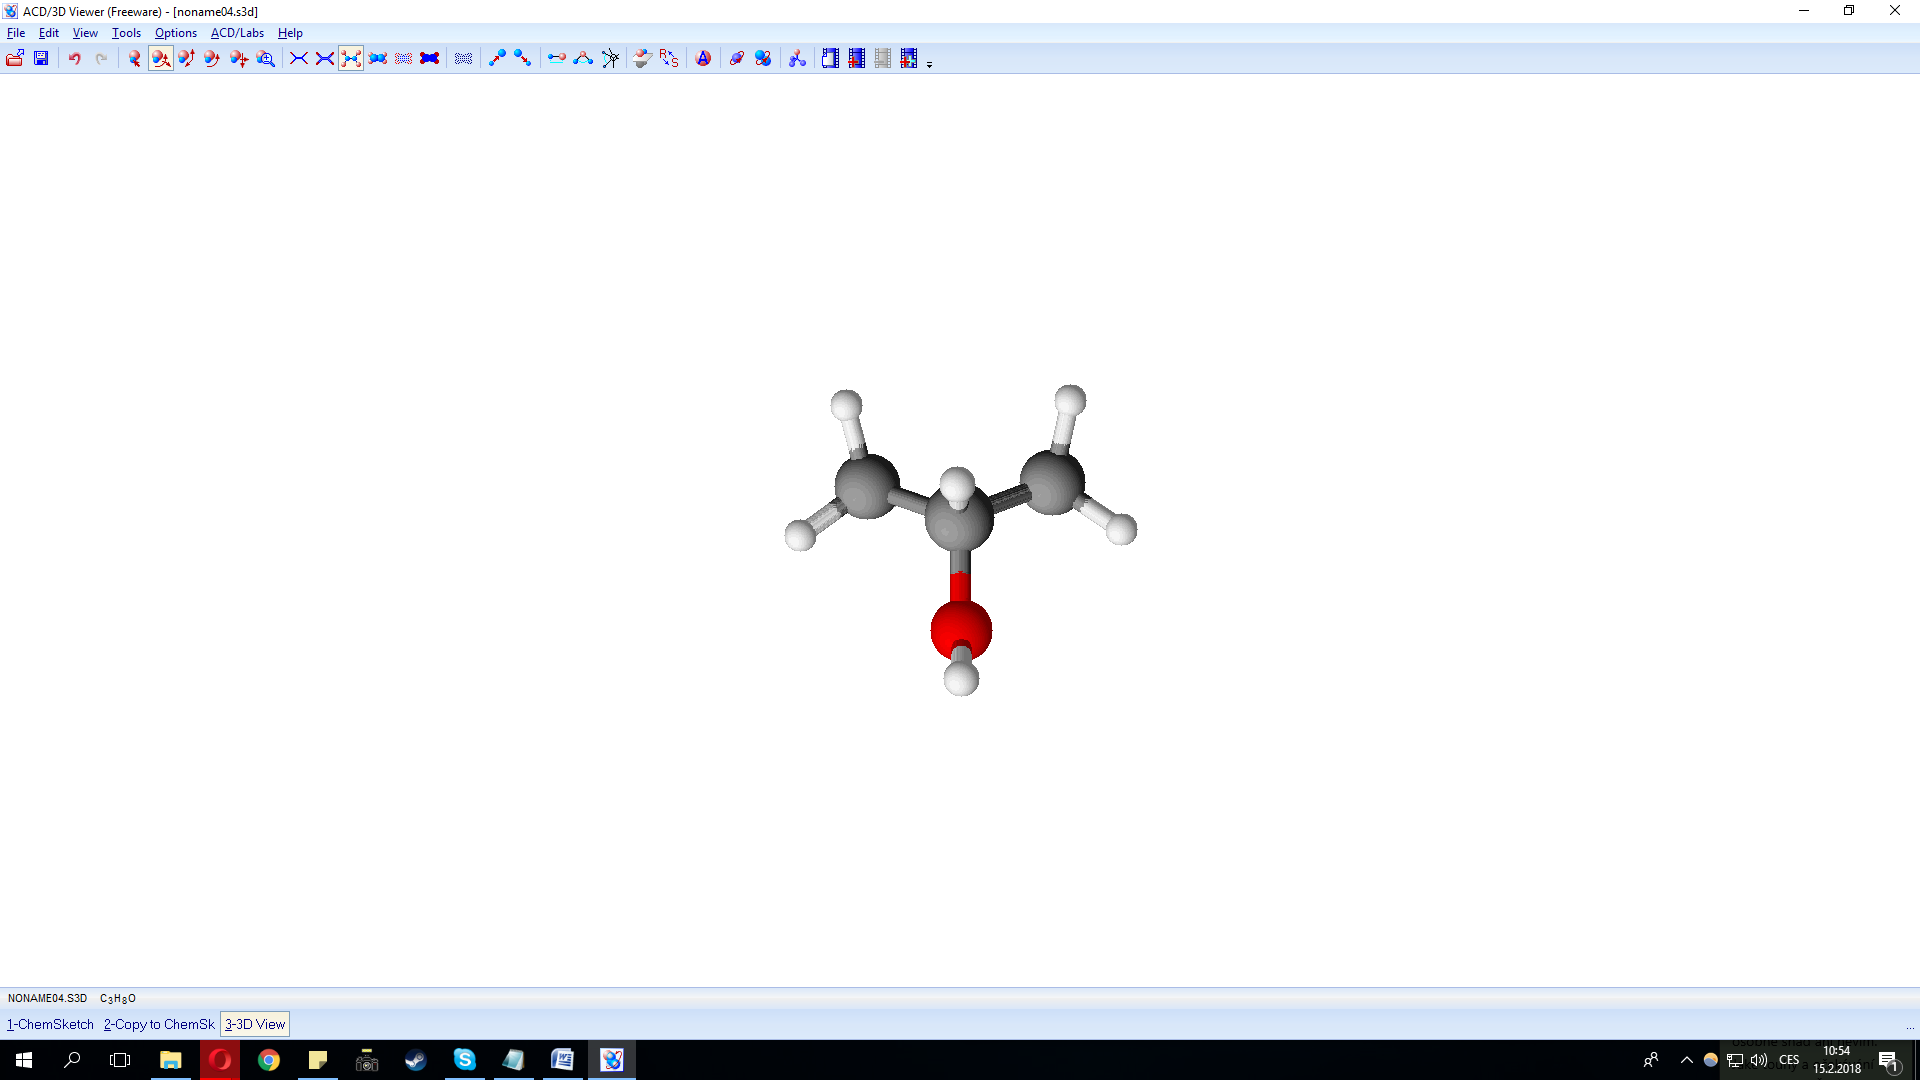 ACD/3D Viewer (Freeware) - [noname04.s3d]
File Edit View Tools Options ACD/Labs Help
NONAME04.S3D C3H8O
1-ChemSketch 2-Copy to ChemSk 3-3D View
10:54
CES
15.2.2018
1